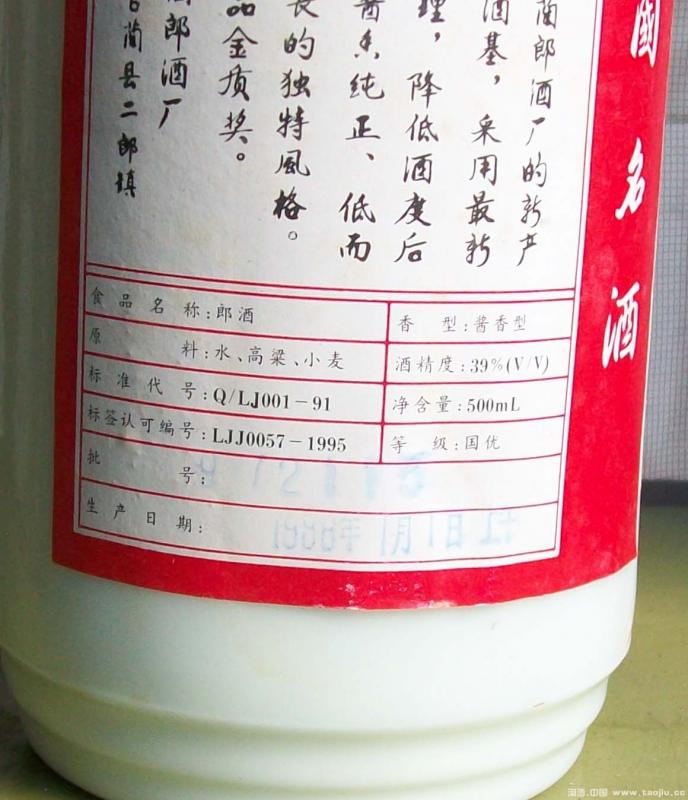 蔺郎酒厂的新产
酒基，采用最新
理，降低酒度后
酱香纯正、低而
长的独特风格。
品金质奖。
郎酒厂
古蔺县二郎镇
國名酒
食品名称：郎酒
香型：酱香型
原料：水、高粱、小麦
酒精度：39%(V/V)
标准代号：Q/LJ001-91
净含量：500mL
标签认可编号：LJJ0057-1995
等级：国优
批号：
生产日期：
www.taojiu.cc